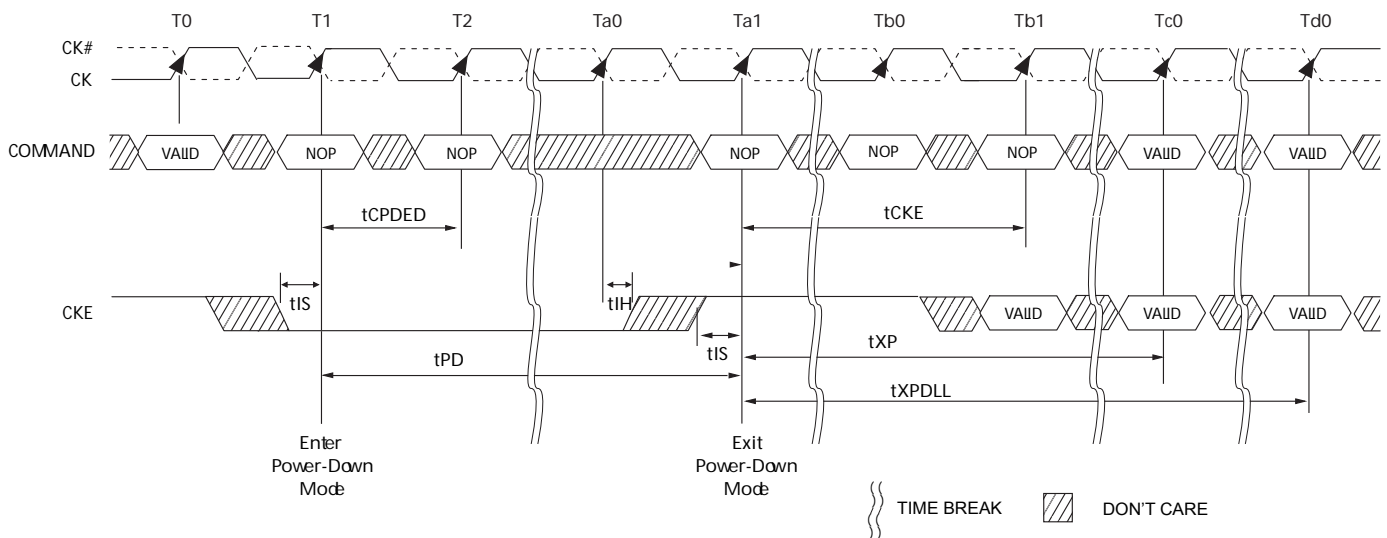 T0 T1 T2 Ta0 Ta1 Tb0 Tb1 Tc0 Td0
CK#
CK
COMMAND VALID NOP NOP NOP NOP NOP VALID VALID
tCPDED tCKE
tIS tIH
CKE VALID VALID VALID
tIS
tPD tXP
tXPDLL
Enter
Power-Down
Mode
Exit
Power-Down
Mode
TIME BREAK DON'T CARE